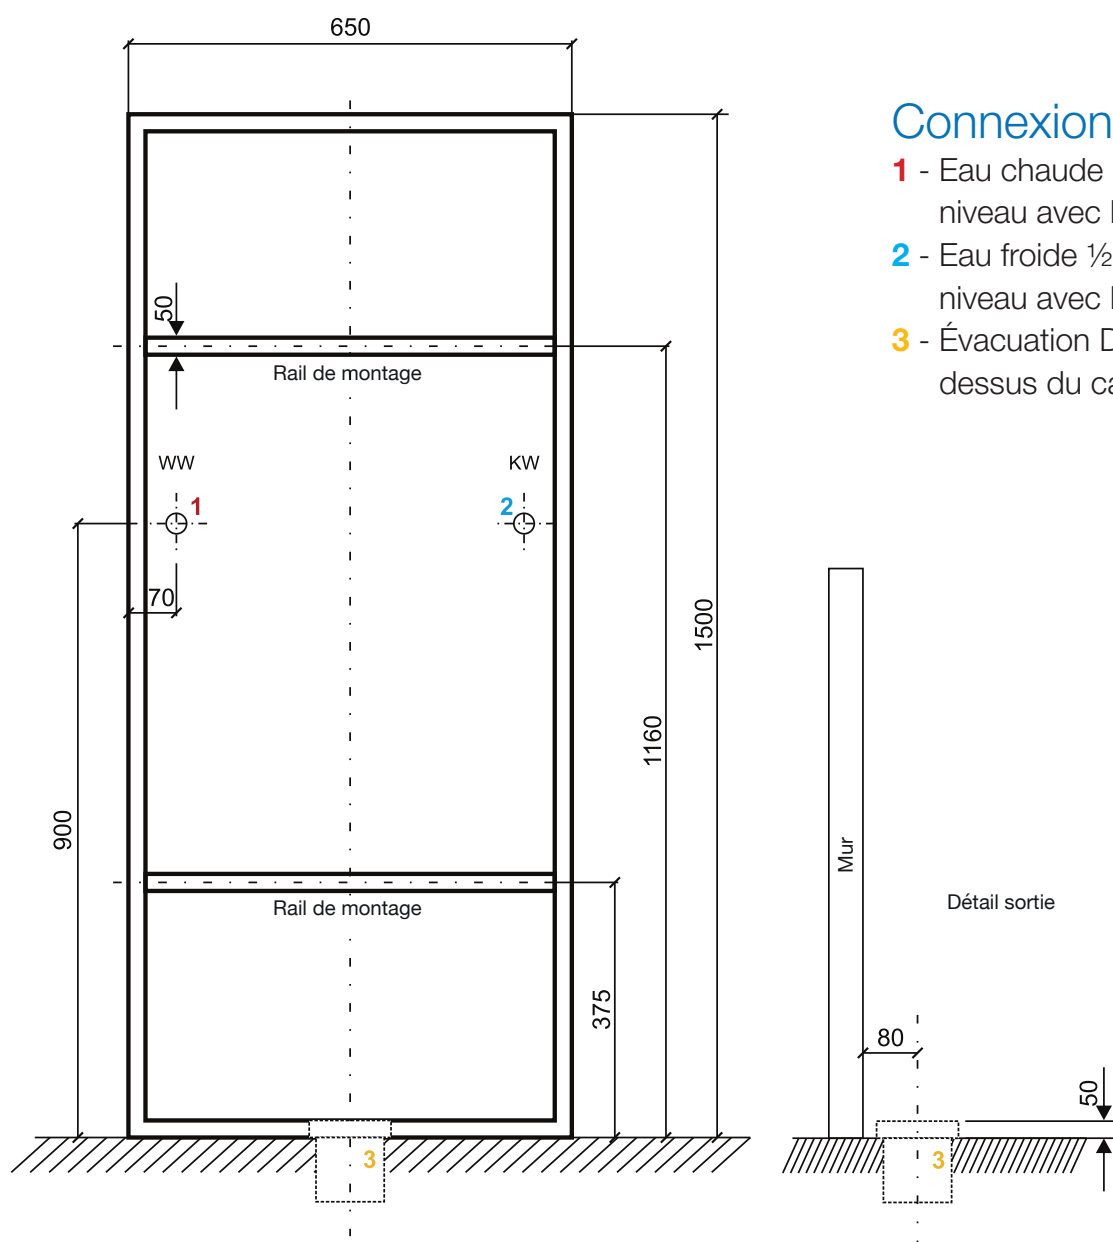 650
Connexion
1 - Eau chaude
niveau avec
2 - Eau froide ½
niveau avec
3 - Évacuation
dessus du
50
Rail de montage
WW
KW
1
2
70
1500
1160
900
Mur
Rail de montage
Détail sortie
375
80
50
3
3